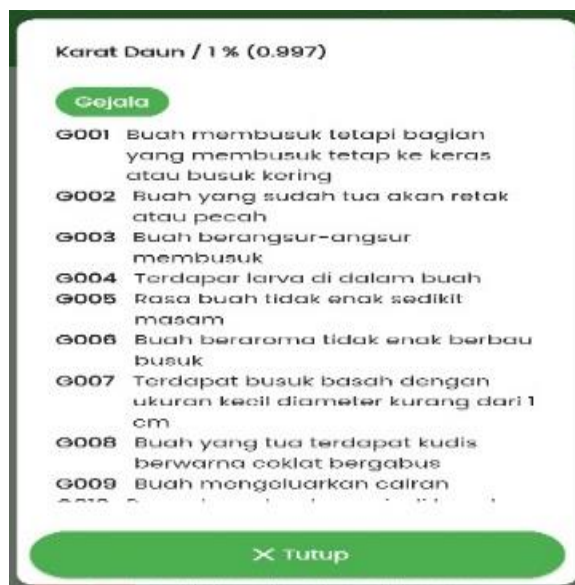 Karat Daun / 1 % (0.997)
Gejala
G001 Buah membusuk tetapi bagian
yang membusuk tetap ke keras
atau busuk kering
G002 Buah yang sudah tua akan retak
atau pecah
G003 Buah berangsur-angsur
membusuk
G004 Terdapar larva di dalam buah
G005 Rasa buah tidak enak sedikit
masam
G006 Buah beraroma tidak enak berbau
busuk
G007 Terdapat busuk basah dengan
ukuran kecil diameter kurang dari 1
cm
G008 Buah yang tua terdapat kudis
berwarna coklat bergabus
G009 Buah mengeluarkan cairan
× Tutup